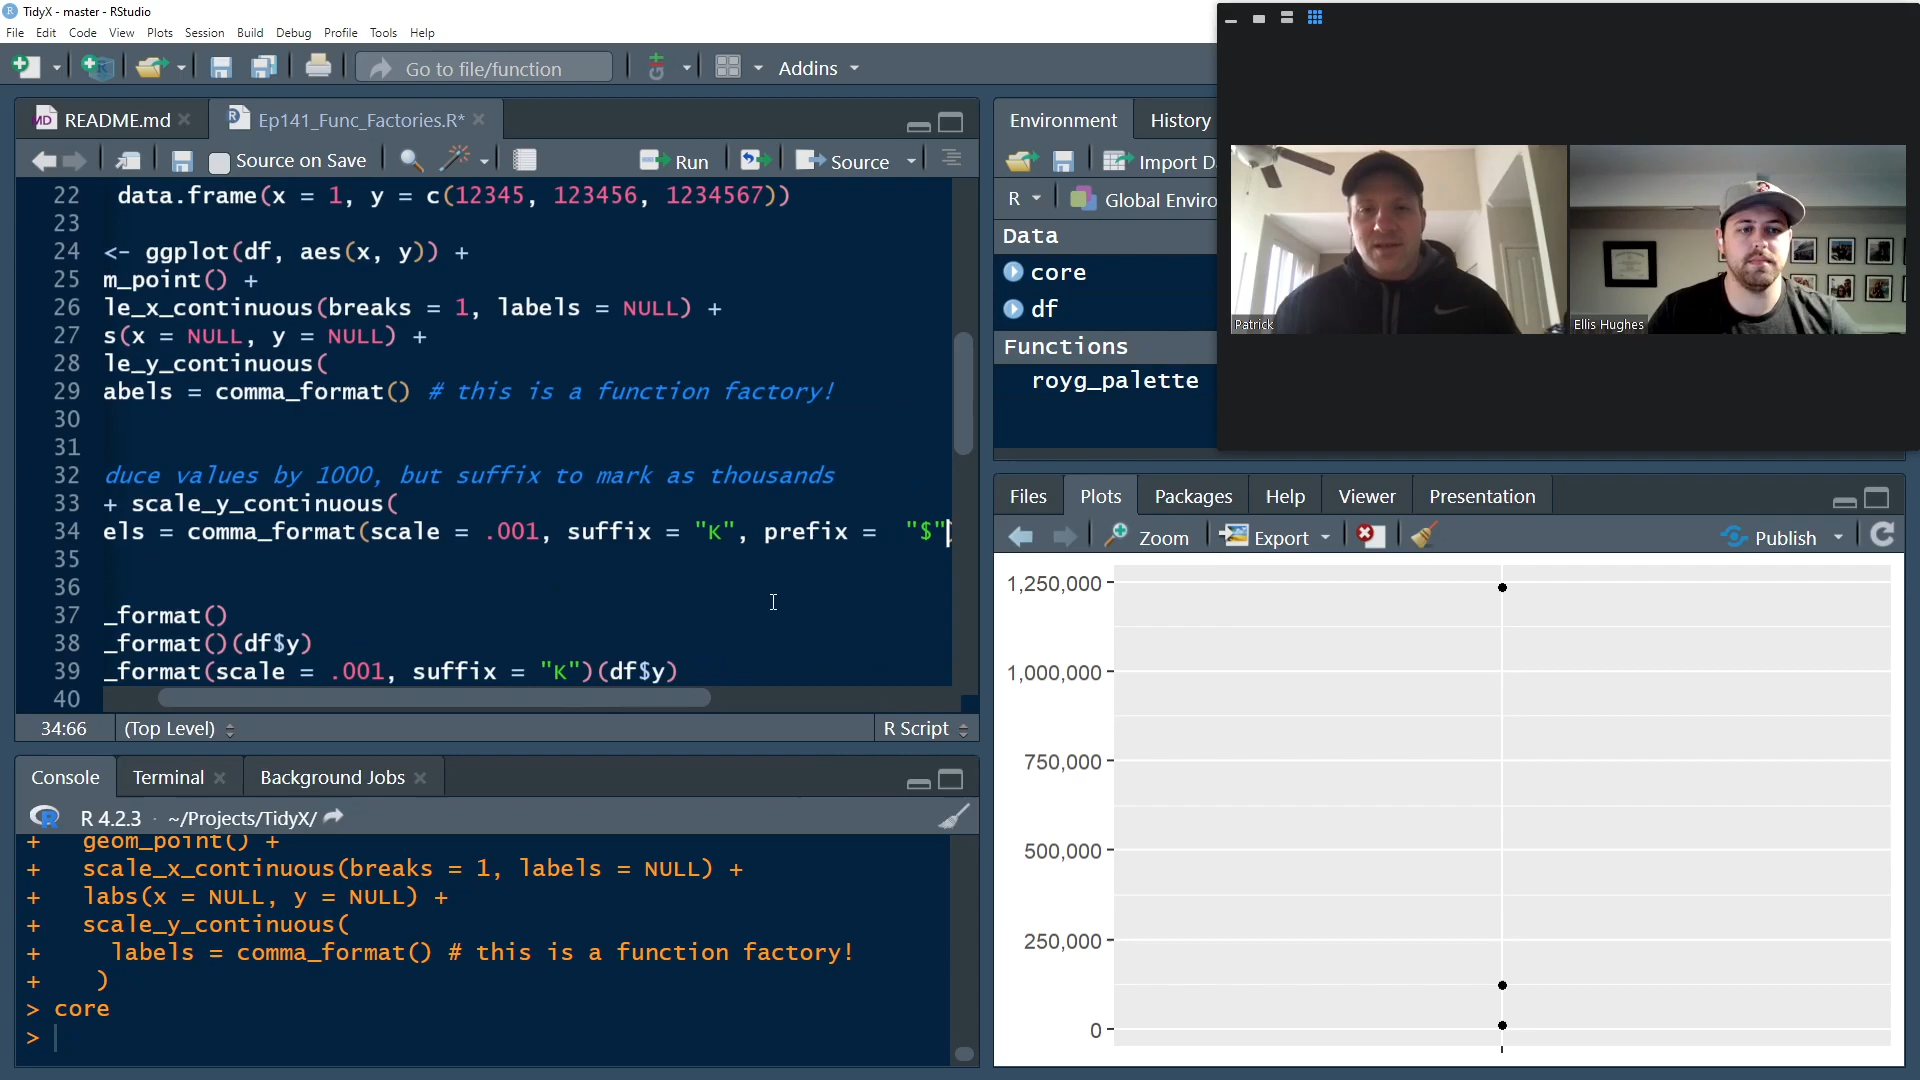 TidyX - master - RStudio
File Edit Code View Plots Session Build Debug Profile Tools Help
Go to file/function Addins
README.md Ep141_Func_Factories.R*
Source on Save Run Source
22 data.frame(x = 1, y = c(12345, 123456, 1234567))
23
24 <- ggplot(df, aes(x, y)) +
25 m_point() +
26 le_x_continuous(breaks = 1, labels = NULL) +
27 s(x = NULL, y = NULL) +
28 le_y_continuous(
29 abels = comma_format() # this is a function factory!
30
31
32 duce values by 1000, but suffix to mark as thousands
33 + scale_y_continuous(
34 els = comma_format(scale = .001, suffix = "K", prefix =  "$"
35
36
37 _format()
38 _format()(df$y)
39 _format(scale = .001, suffix = "K")(df$y)
40
34:66 (Top Level) R Script
Console Terminal Background Jobs
R 4.2.3 · ~/Projects/TidyX/
+ geom_point() +
+ scale_x_continuous(breaks = 1, labels = NULL) +
+ labs(x = NULL, y = NULL) +
+ scale_y_continuous(
+ labels = comma_format() # this is a function factory!
+ )
> core
>
Environment History
Import D
R Global Enviro
Data
core
df
Functions
royg_palette
Patrick
Ellis Hughes
Files Plots Packages Help Viewer Presentation
Zoom Export Publish
1,250,000
1,000,000
750,000
500,000
250,000
0